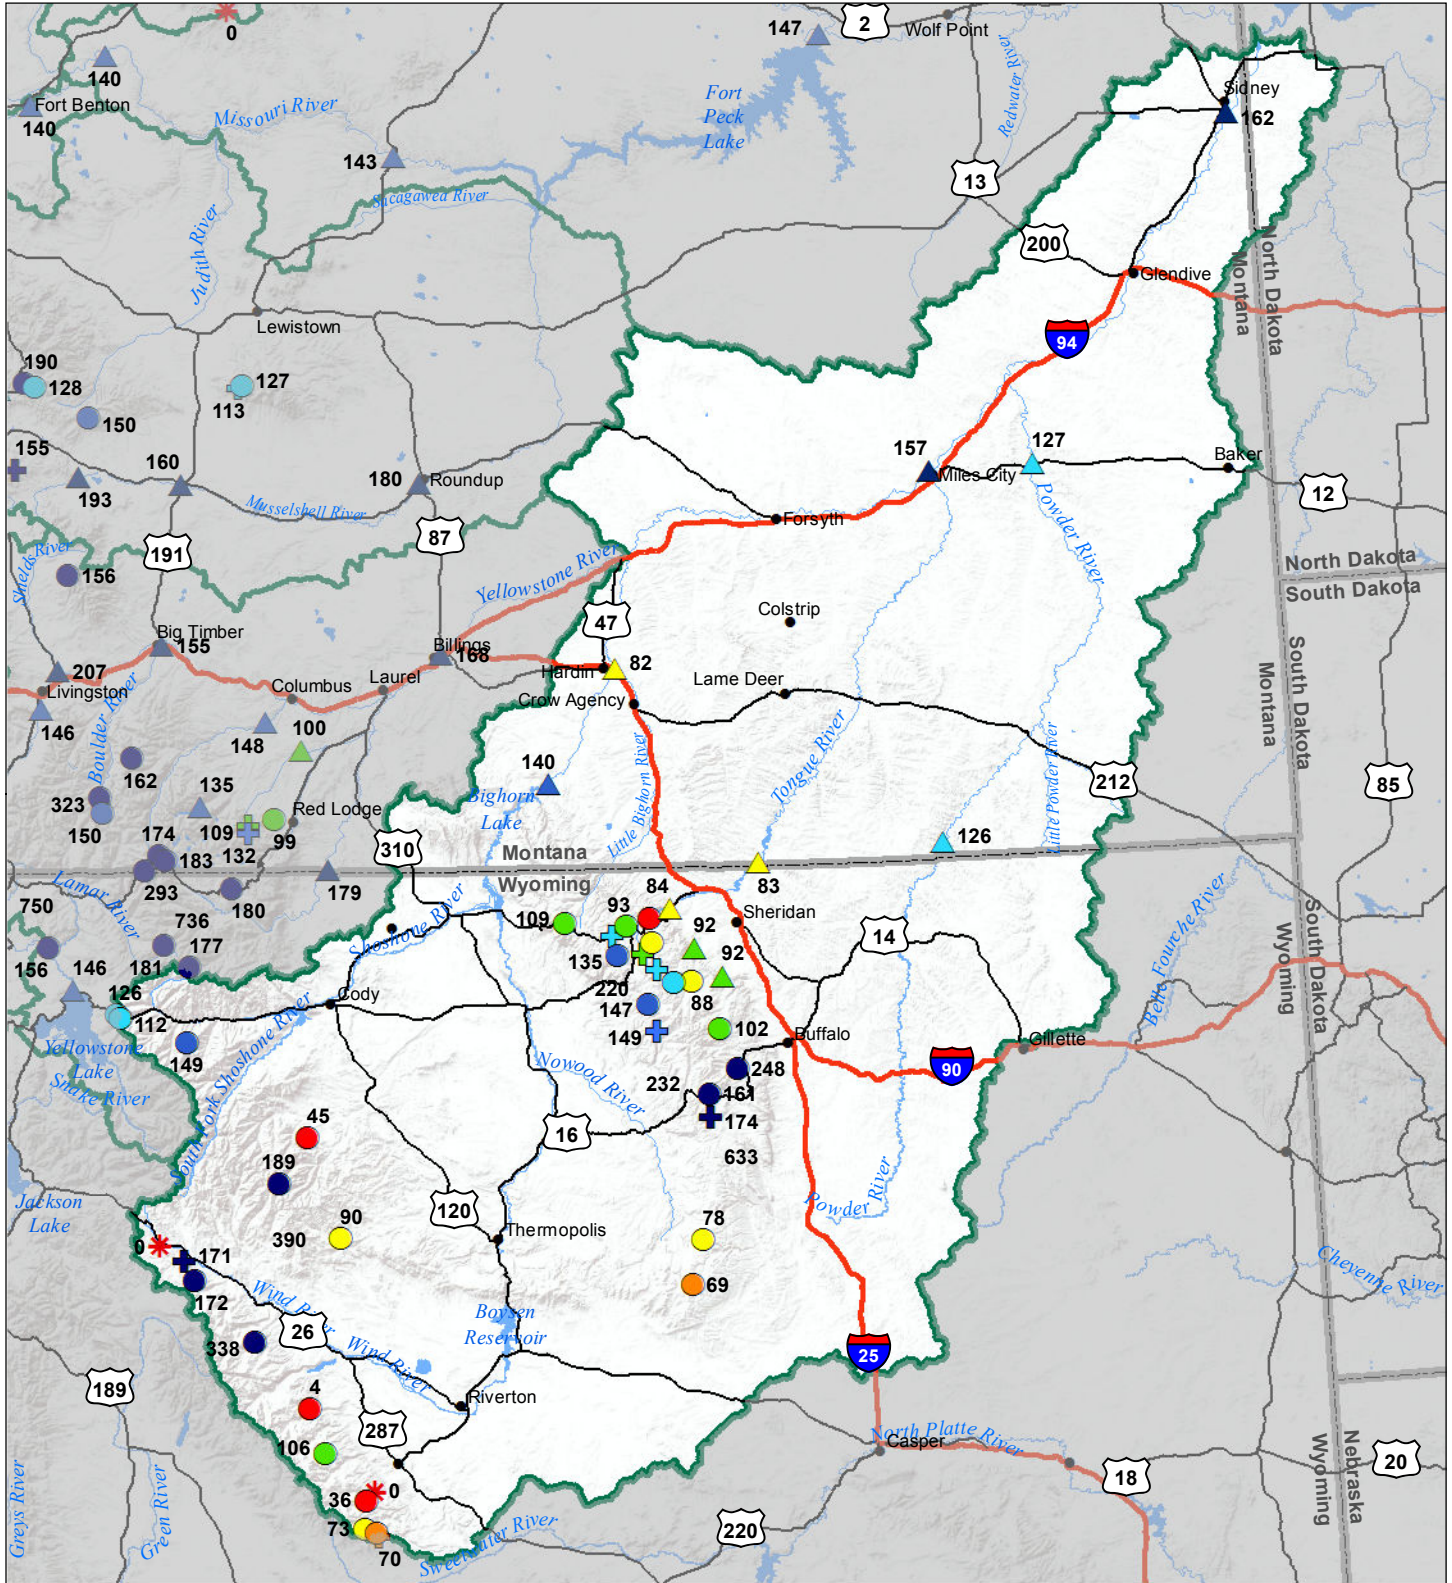 0
147
2
Wolf Point
140
Fort Benton
140
Missouri River
143
Sacagawea River
Fort
Peck
Lake
Redwater River
13
Sidney
162
Judith River
200
North Dakota
Montana
Glendive
Lewistown
94
190
128
127
113
150
155
160
193
180
Roundup
Musselshell River
157
Miles City
127
Baker
12
Powder River
87
191
Forsyth
Shields River
156
Yellowstone River
North Dakota
South Dakota
47
Colstrip
85
Big Timber
155
Billings
168
Hardin
82
South Dakota
Montana
207
Livingston
Columbus
Laurel
Lame Deer
Crow Agency
146
Boulder River
148
100
162
135
140
Bighorn
Lake
Little Bighorn River
Tongue River
Little Powder River
212
323
150
109
132
99
Red Lodge
174
183
293
180
179
310
Montana
Wyoming
126
Lamar River
750
736
177
156
146
181
Shoshone River
109
93
84
83
92
92
Sheridan
14
135
220
88
147
149
102
Belle Fourche River
South Dakota
Wyoming
126
112
Cody
149
Yellowstone
Lake
Snake River
South Fork Shoshone River
Nowood River
Buffalo
Gillette
90
232
248
161
174
633
16
45
189
390
90
120
Thermopolis
Powder River
78
69
Jackson
Lake
0
171
172
Wind River
26
338
Wind River
Boysen
Reservoir
25
Cheyenne River
189
4
287
Riverton
106
36
0
73
70
Greys River
Green River
Sweetwater River
220
North Platte River
Casper
18
Nebraska
Wyoming
20